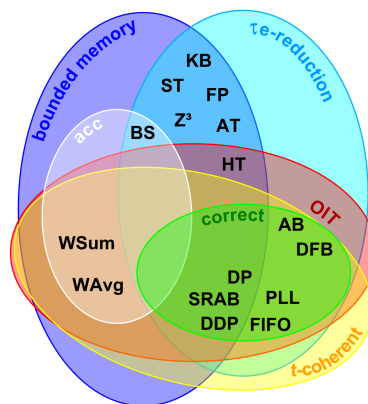 bounded memory
τe-reduction
KB
ST
FP
Z³
AT
acc
BS
HT
OIT
correct
AB
DFB
WSum
WAvg
DP
SRAB
PLL
DDP
FIFO
t-coherent